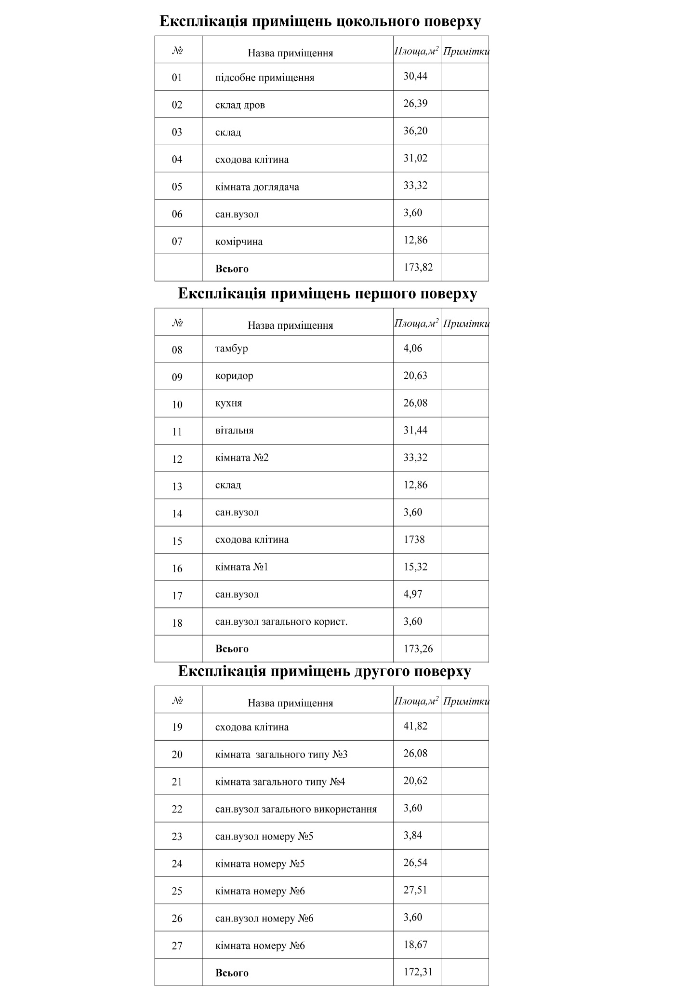 Експлікація приміщень цокольного поверху
№ Назва приміщення Площа,м² Примітки
01 підсобне приміщення 30,44
02 склад дров 26,39
03 склад 36,20
04 сходова клітина 31,02
05 кімната доглядача 33,32
06 сан.вузол 3,60
07 комірчина 12,86
Всього 173,82
Експлікація приміщень першого поверху
№ Назва приміщення Площа,м² Примітки
08 тамбур 4,06
09 коридор 20,63
10 кухня 26,08
11 вітальня 31,44
12 кімната №2 33,32
13 склад 12,86
14 сан.вузол 3,60
15 сходова клітина 1738
16 кімната №1 15,32
17 сан.вузол 4,97
18 сан.вузол загального корист. 3,60
Всього 173,26
Експлікація приміщень другого поверху
№ Назва приміщення Площа,м² Примітки
19 сходова клітина 41,82
20 кімната  загального типу №3 26,08
21 кімната загального типу №4 20,62
22 сан.вузол загального використання 3,60
23 сан.вузол номеру №5 3,84
24 кімната номеру №5 26,54
25 кімната номеру №6 27,51
26 сан.вузол номеру №6 3,60
27 кімната номеру №6 18,67
Всього 172,31